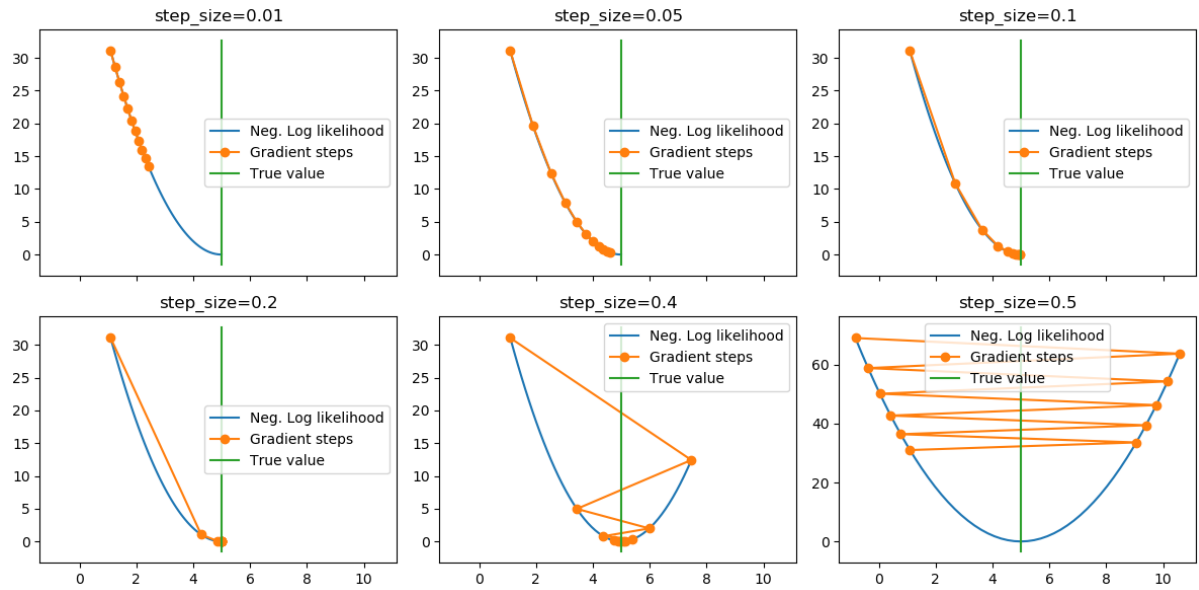 step_size=0.01
30
25
20
15
10
5
0
Neg. Log likelihood
Gradient steps
True value
step_size=0.05
30
25
20
15
10
5
0
Neg. Log likelihood
Gradient steps
True value
step_size=0.1
30
25
20
15
10
5
0
Neg. Log likelihood
Gradient steps
True value
step_size=0.2
30
25
20
15
10
5
0
Neg. Log likelihood
Gradient steps
True value
0 2 4 6 8 10
step_size=0.4
30
25
20
15
10
5
0
Neg. Log likelihood
Gradient steps
True value
0 2 4 6 8 10
step_size=0.5
60
40
20
0
Neg. Log likelihood
Gradient steps
True value
0 2 4 6 8 10